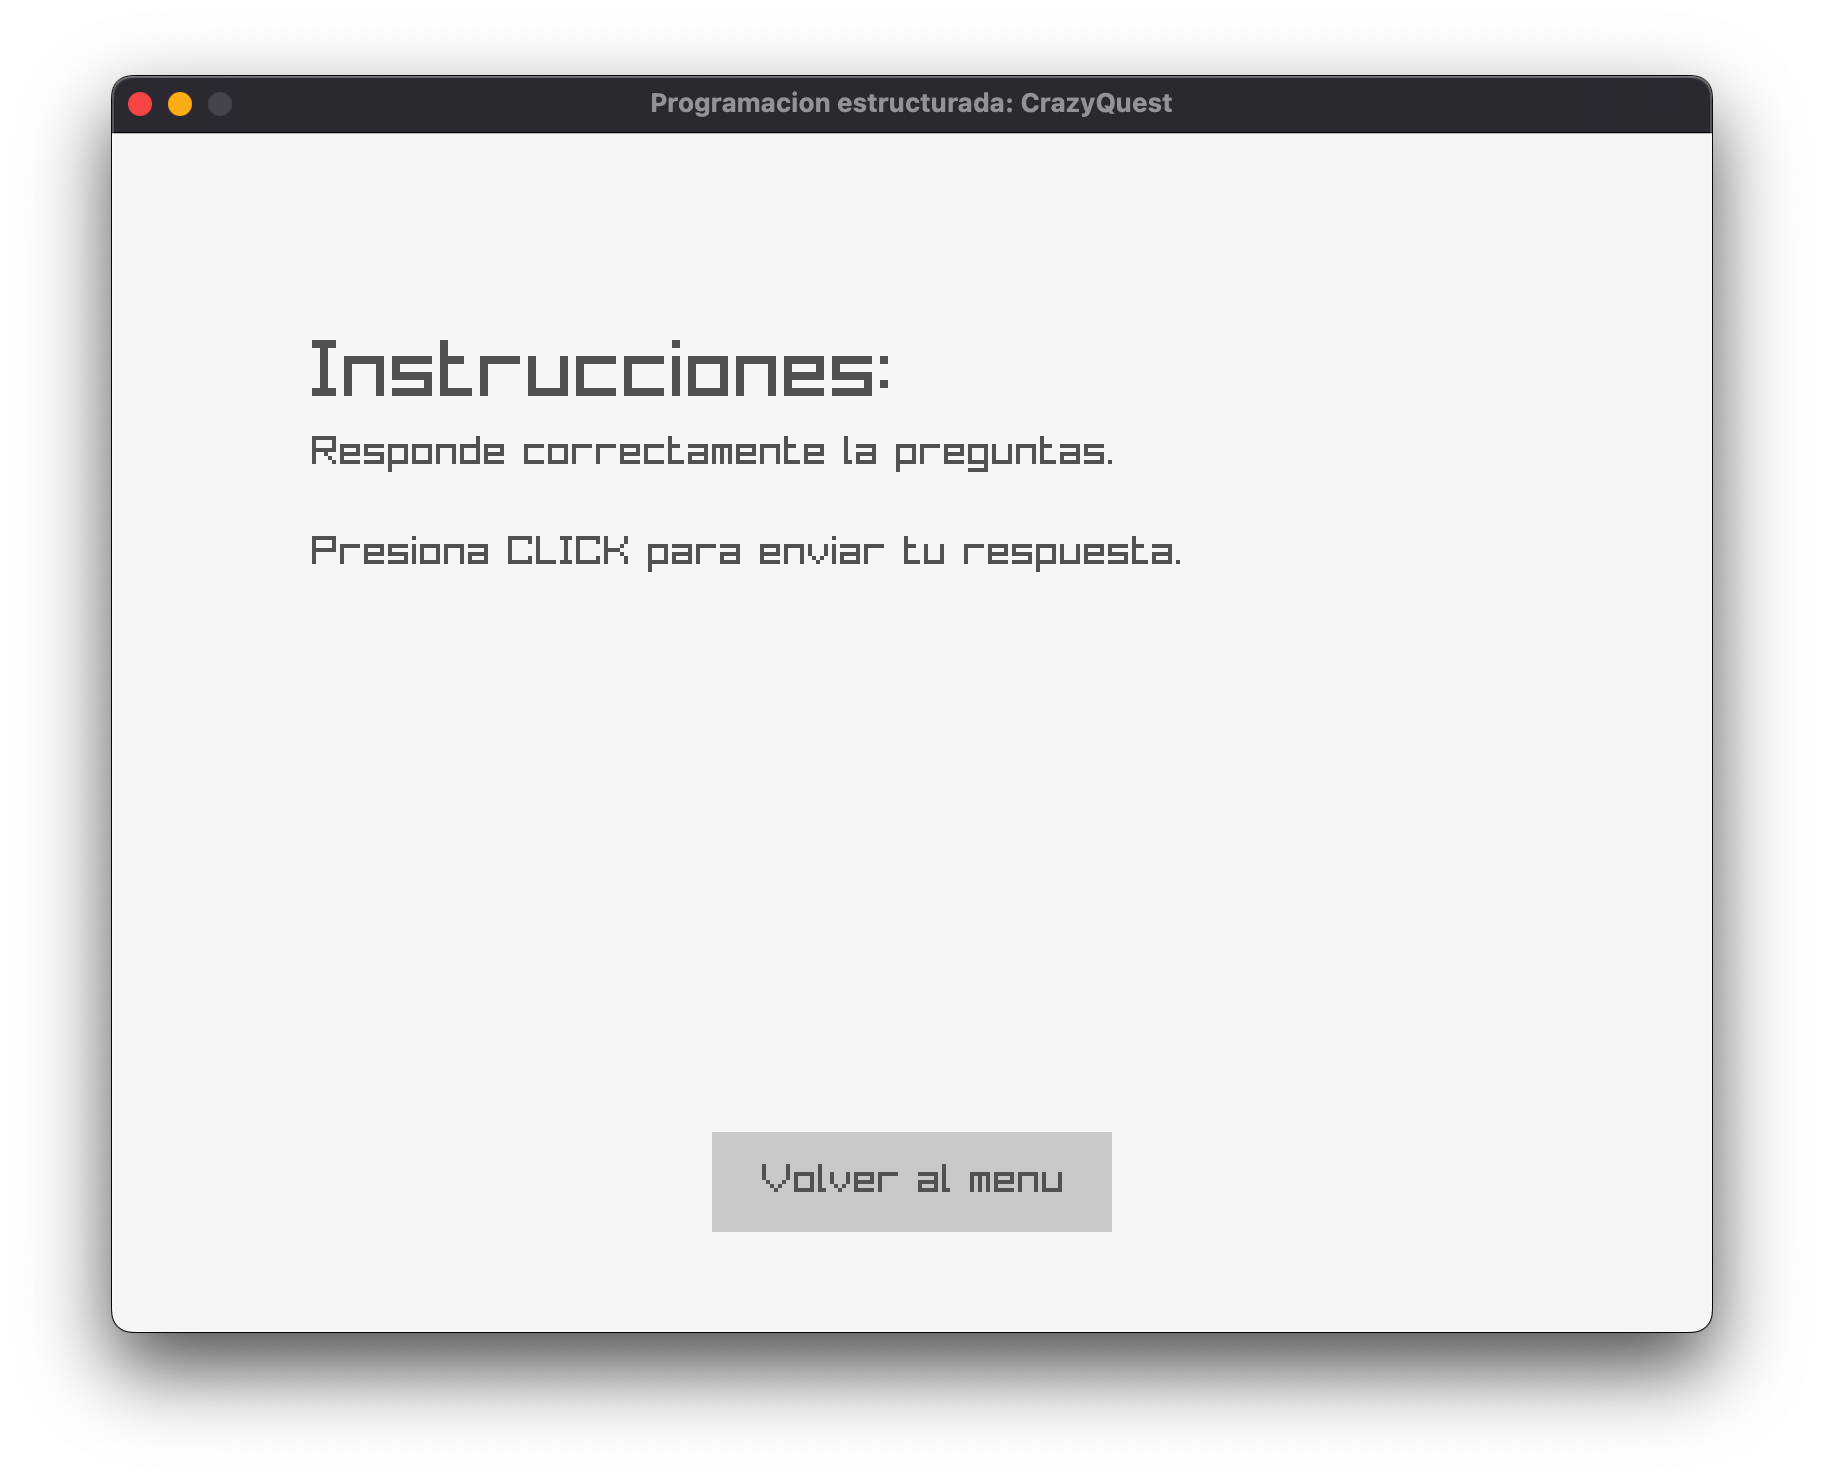 Programacion estructurada: CrazyQuest
Instrucciones:
Responde correctamente la preguntas.
Presiona CLICK para enviar tu respuesta.
Volver al menu